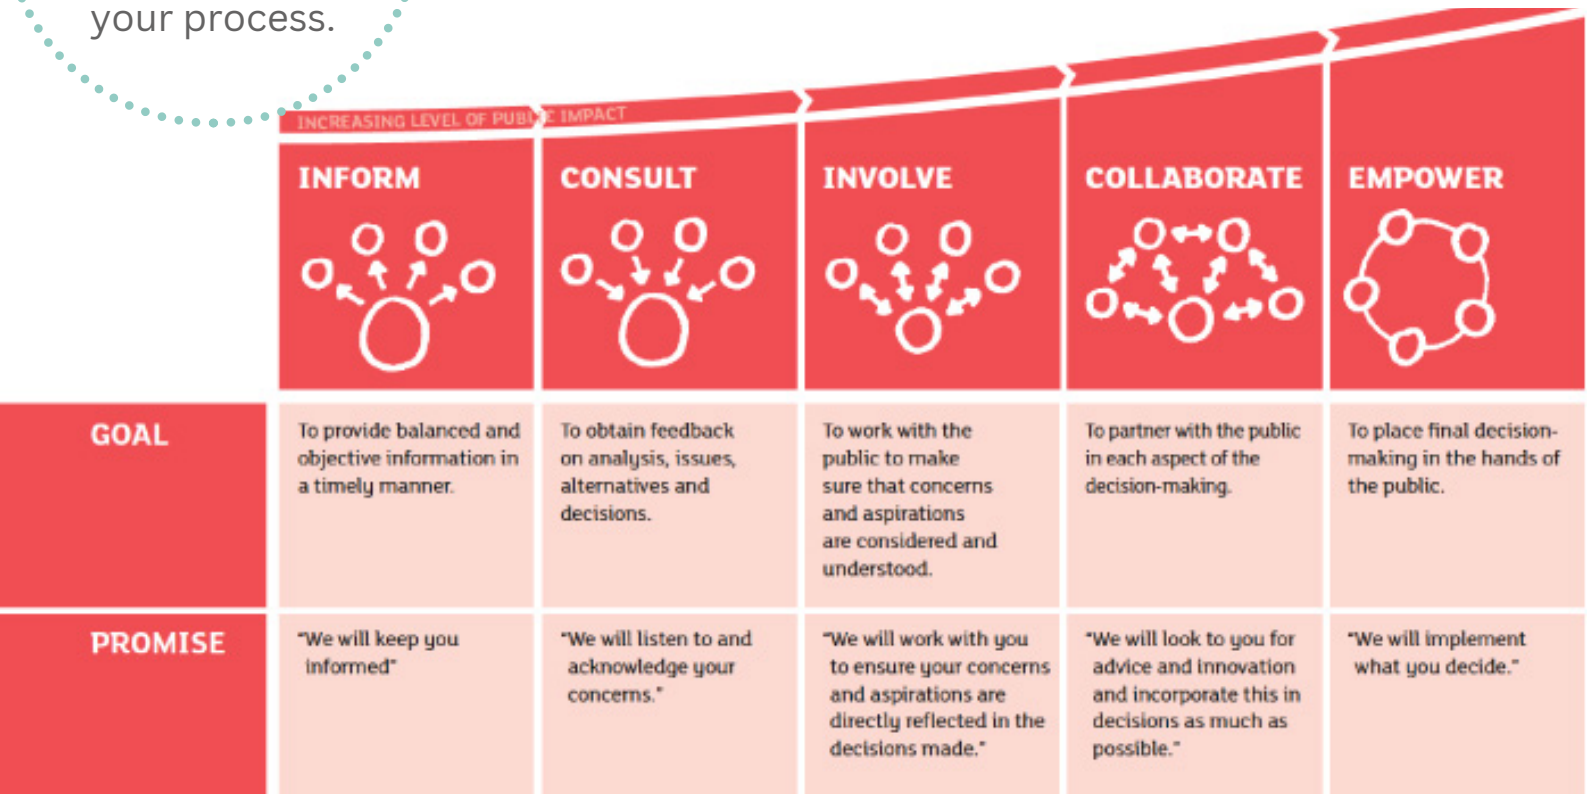 your process.
INCREASING LEVEL OF PUBLIC IMPACT
INFORM
CONSULT
INVOLVE
COLLABORATE
EMPOWER
GOAL
To provide balanced and
objective information in
a timely manner.
To obtain feedback
on analysis, issues,
alternatives and
decisions.
To work with the
public to make
sure that concerns
and aspirations
are considered and
understood.
To partner with the public
in each aspect of the
decision-making.
To place final decision-
making in the hands of
the public.
PROMISE
“We will keep you
informed”
“We will listen to and
acknowledge your
concerns.”
“We will work with you
to ensure your concerns
and aspirations are
directly reflected in the
decisions made.”
“We will look to you for
advice and innovation
and incorporate this in
decisions as much as
possible.”
“We will implement
what you decide.”